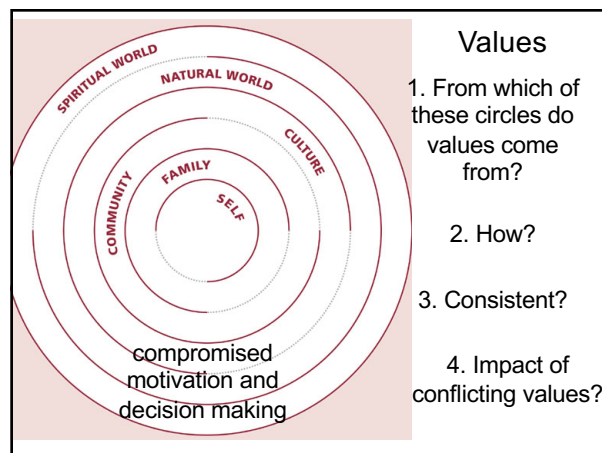 Values
1. From which of
these circles do
values come
from?
2. How?
3. Consistent?
4. Impact of
conflicting values?
SPIRITUAL WORLD
NATURAL WORLD
CULTURE
COMMUNITY
FAMILY
SELF
compromised
motivation and
decision making